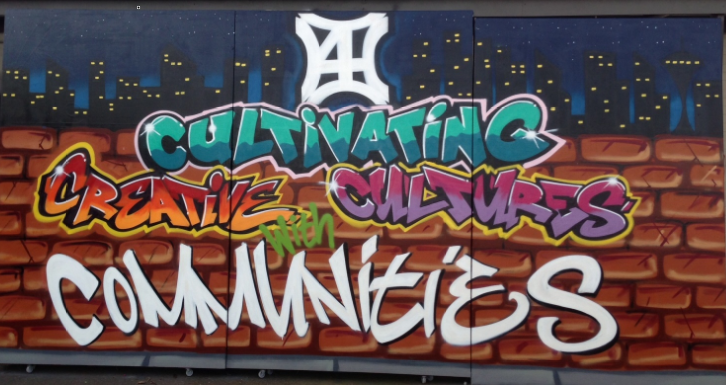 CULTiVATiNG
CREATiVE CULTURES
With
COMMUNiTiES